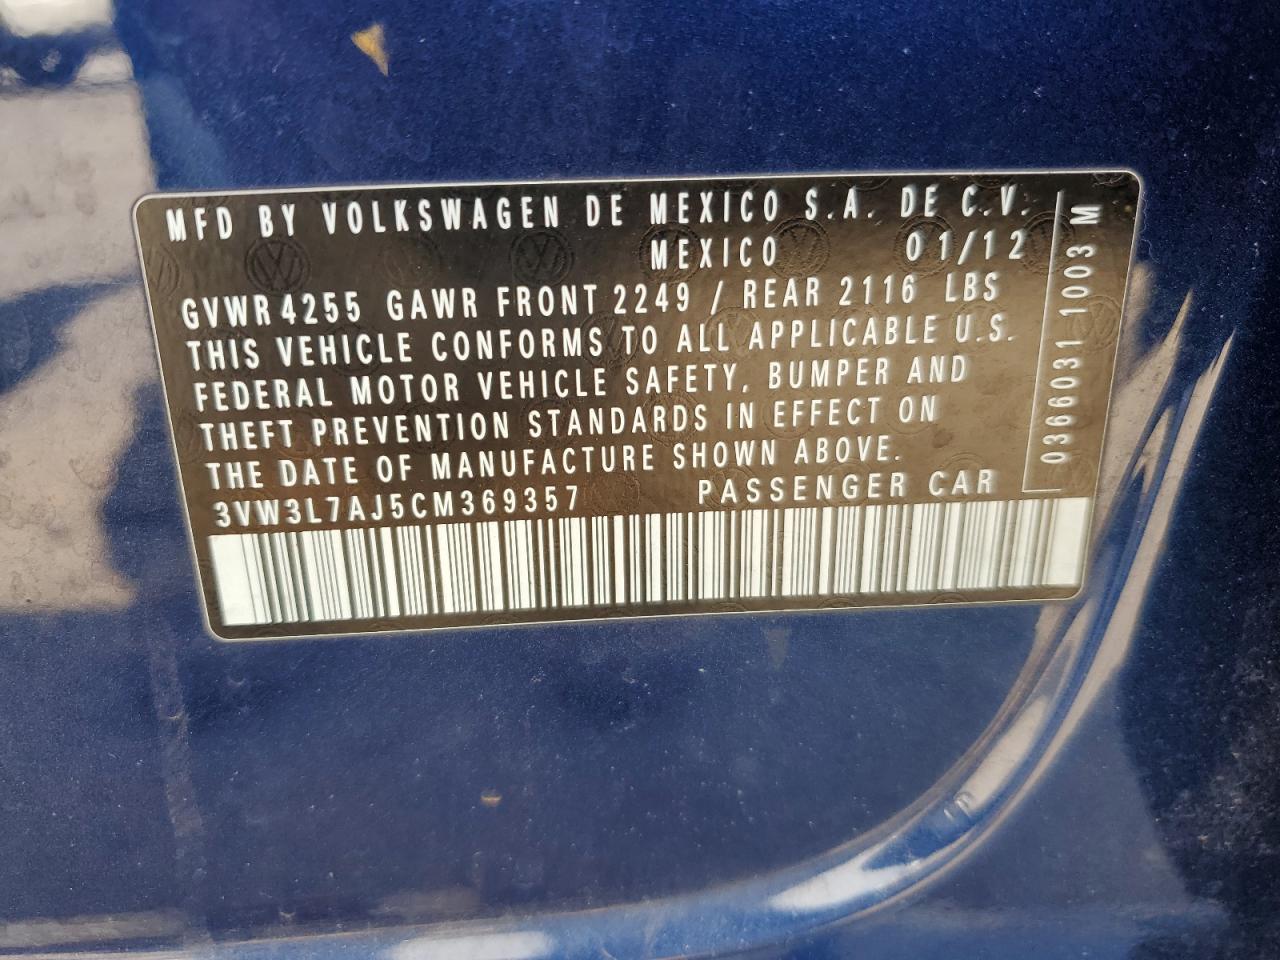 MFD BY VOLKSWAGEN DE MEXICO S.A. DE C.V.
MEXICO 01/12
GVWR 4255 GAWR FRONT 2249 / REAR 2116 LBS
THIS VEHICLE CONFORMS TO ALL APPLICABLE U.S.
FEDERAL MOTOR VEHICLE SAFETY, BUMPER AND
THEFT PREVENTION STANDARDS IN EFFECT ON
THE DATE OF MANUFACTURE SHOWN ABOVE.
3VW3L7AJ5CM369357 PASSENGER CAR
0366031 1003 M